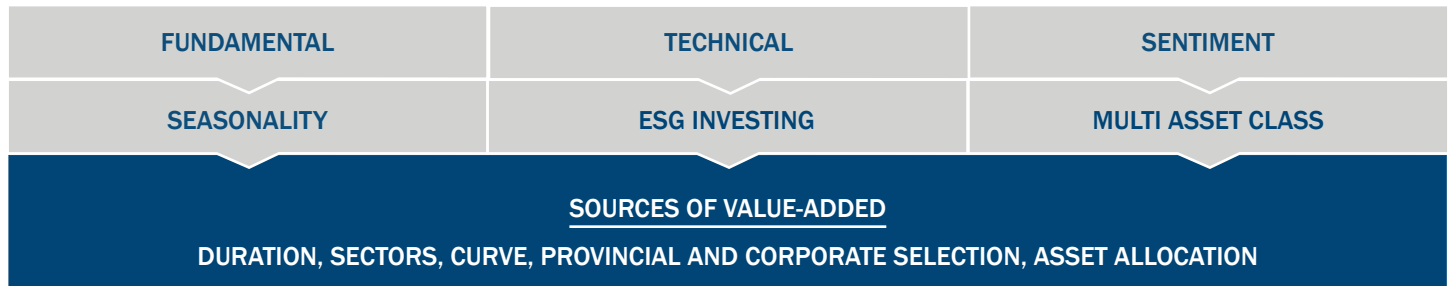 FUNDAMENTAL
TECHNICAL
SENTIMENT
SEASONALITY
ESG INVESTING
MULTI ASSET CLASS
SOURCES OF VALUE-ADDED
DURATION, SECTORS, CURVE, PROVINCIAL AND CORPORATE SELECTION, ASSET ALLOCATION